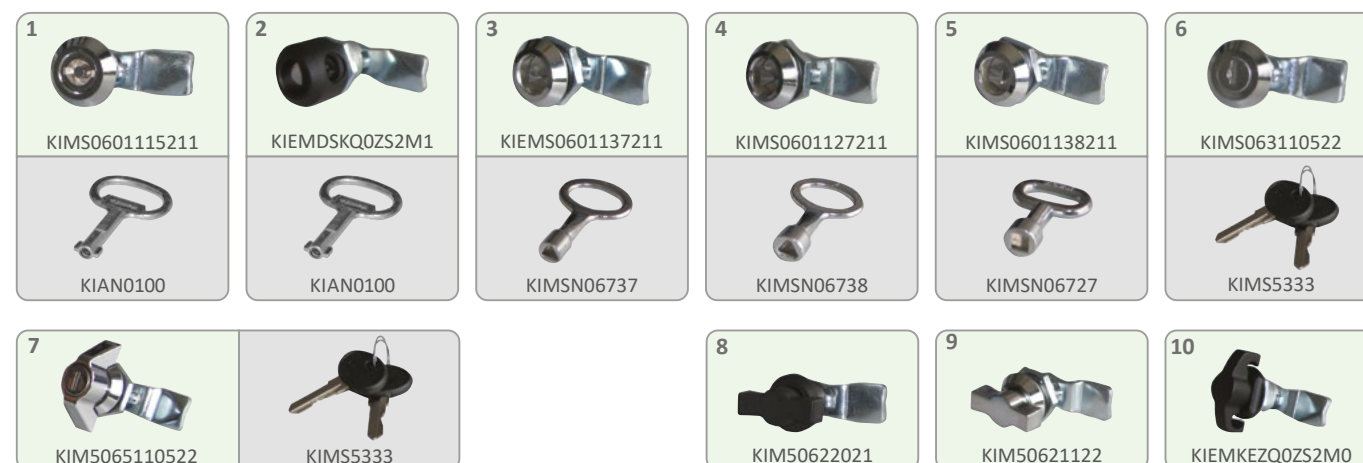 1
2
3
4
5
6
KIMS0601115211
KIEMDSKQ0ZS2M1
KIEMS0601137211
KIMS0601127211
KIMS0601138211
KIMS063110522
KIAN0100
KIAN0100
KIMSN06737
KIMSN06738
KIMSN06727
KIMS5333
7
8
9
10
KIM5065110522
KIMS5333
KIM50622021
KIM50621122
KIEMKEZQ0ZS2M0